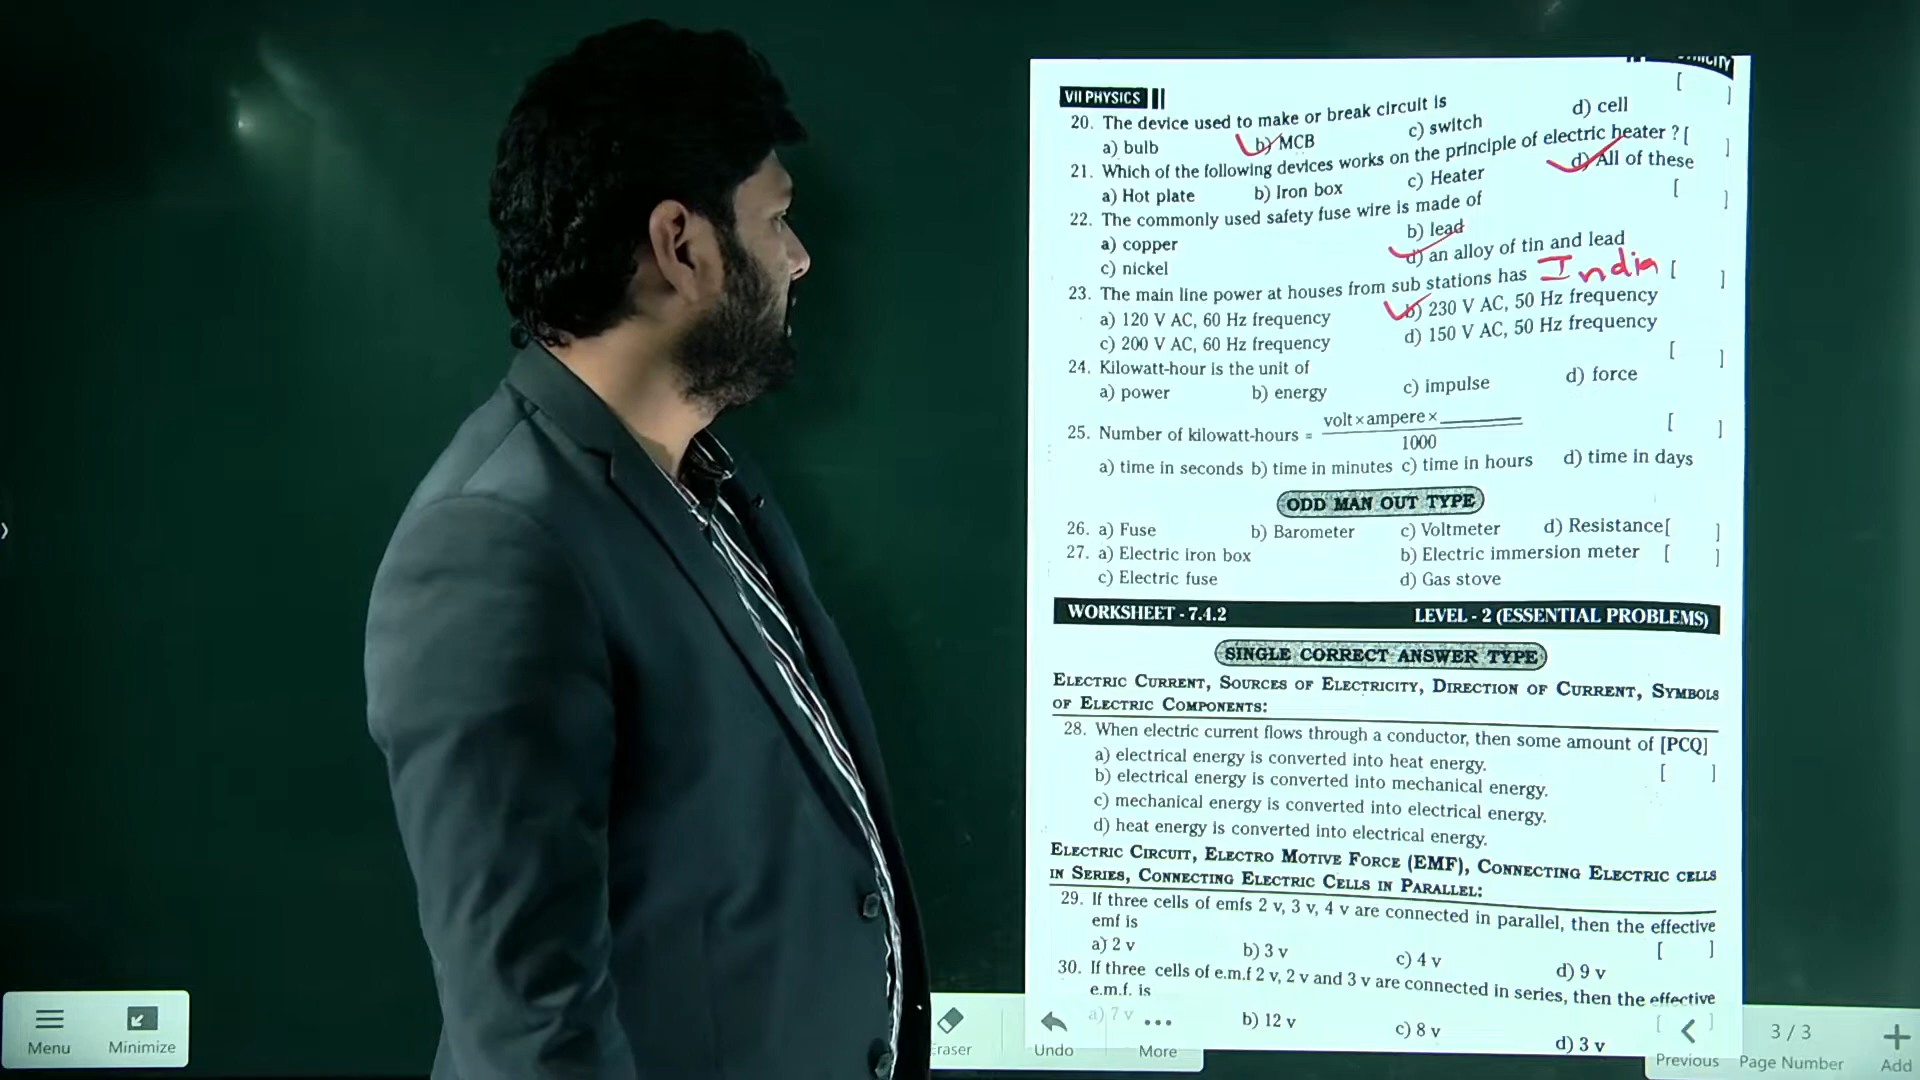 VII PHYSICS
[ ]
20. The device used to make or break circuit is
a) bulb b) MCB c) switch d) cell
21. Which of the following devices works on the principle of electric heater ? [ ]
a) Hot plate b) Iron box c) Heater d) All of these
22. The commonly used safety fuse wire is made of [ ]
a) copper b) lead
c) nickel d) an alloy of tin and lead
23. The main line power at houses from sub stations has India [ ]
a) 120 V AC, 60 Hz frequency b) 230 V AC, 50 Hz frequency
c) 200 V AC, 60 Hz frequency d) 150 V AC, 50 Hz frequency
24. Kilowatt-hour is the unit of [ ]
a) power b) energy c) impulse d) force
25. Number of kilowatt-hours = volt×ampere×______ [ ]
1000
a) time in seconds b) time in minutes c) time in hours d) time in days
ODD MAN OUT TYPE
26. a) Fuse b) Barometer c) Voltmeter d) Resistance[ ]
27. a) Electric iron box b) Electric immersion meter [ ]
c) Electric fuse d) Gas stove
WORKSHEET - 7.4.2 LEVEL - 2 (ESSENTIAL PROBLEMS)
SINGLE CORRECT ANSWER TYPE
ELECTRIC CURRENT, SOURCES OF ELECTRICITY, DIRECTION OF CURRENT, SYMBOLS
OF ELECTRIC COMPONENTS:
28. When electric current flows through a conductor, then some amount of [PCQ]
a) electrical energy is converted into heat energy. [ ]
b) electrical energy is converted into mechanical energy.
c) mechanical energy is converted into electrical energy.
d) heat energy is converted into electrical energy.
ELECTRIC CIRCUIT, ELECTRO MOTIVE FORCE (EMF), CONNECTING ELECTRIC CELLS
IN SERIES, CONNECTING ELECTRIC CELLS IN PARALLEL:
29. If three cells of emfs 2 v, 3 v, 4 v are connected in parallel, then the effective
emf is [ ]
a) 2 v b) 3 v c) 4 v d) 9 v
30. If three cells of e.m.f 2 v, 2 v and 3 v are connected in series, then the effective
e.m.f. is [ ]
a) 7 v b) 12 v c) 8 v d) 3 v
Menu Minimize Undo More Previous 3 / 3 Page Number Add